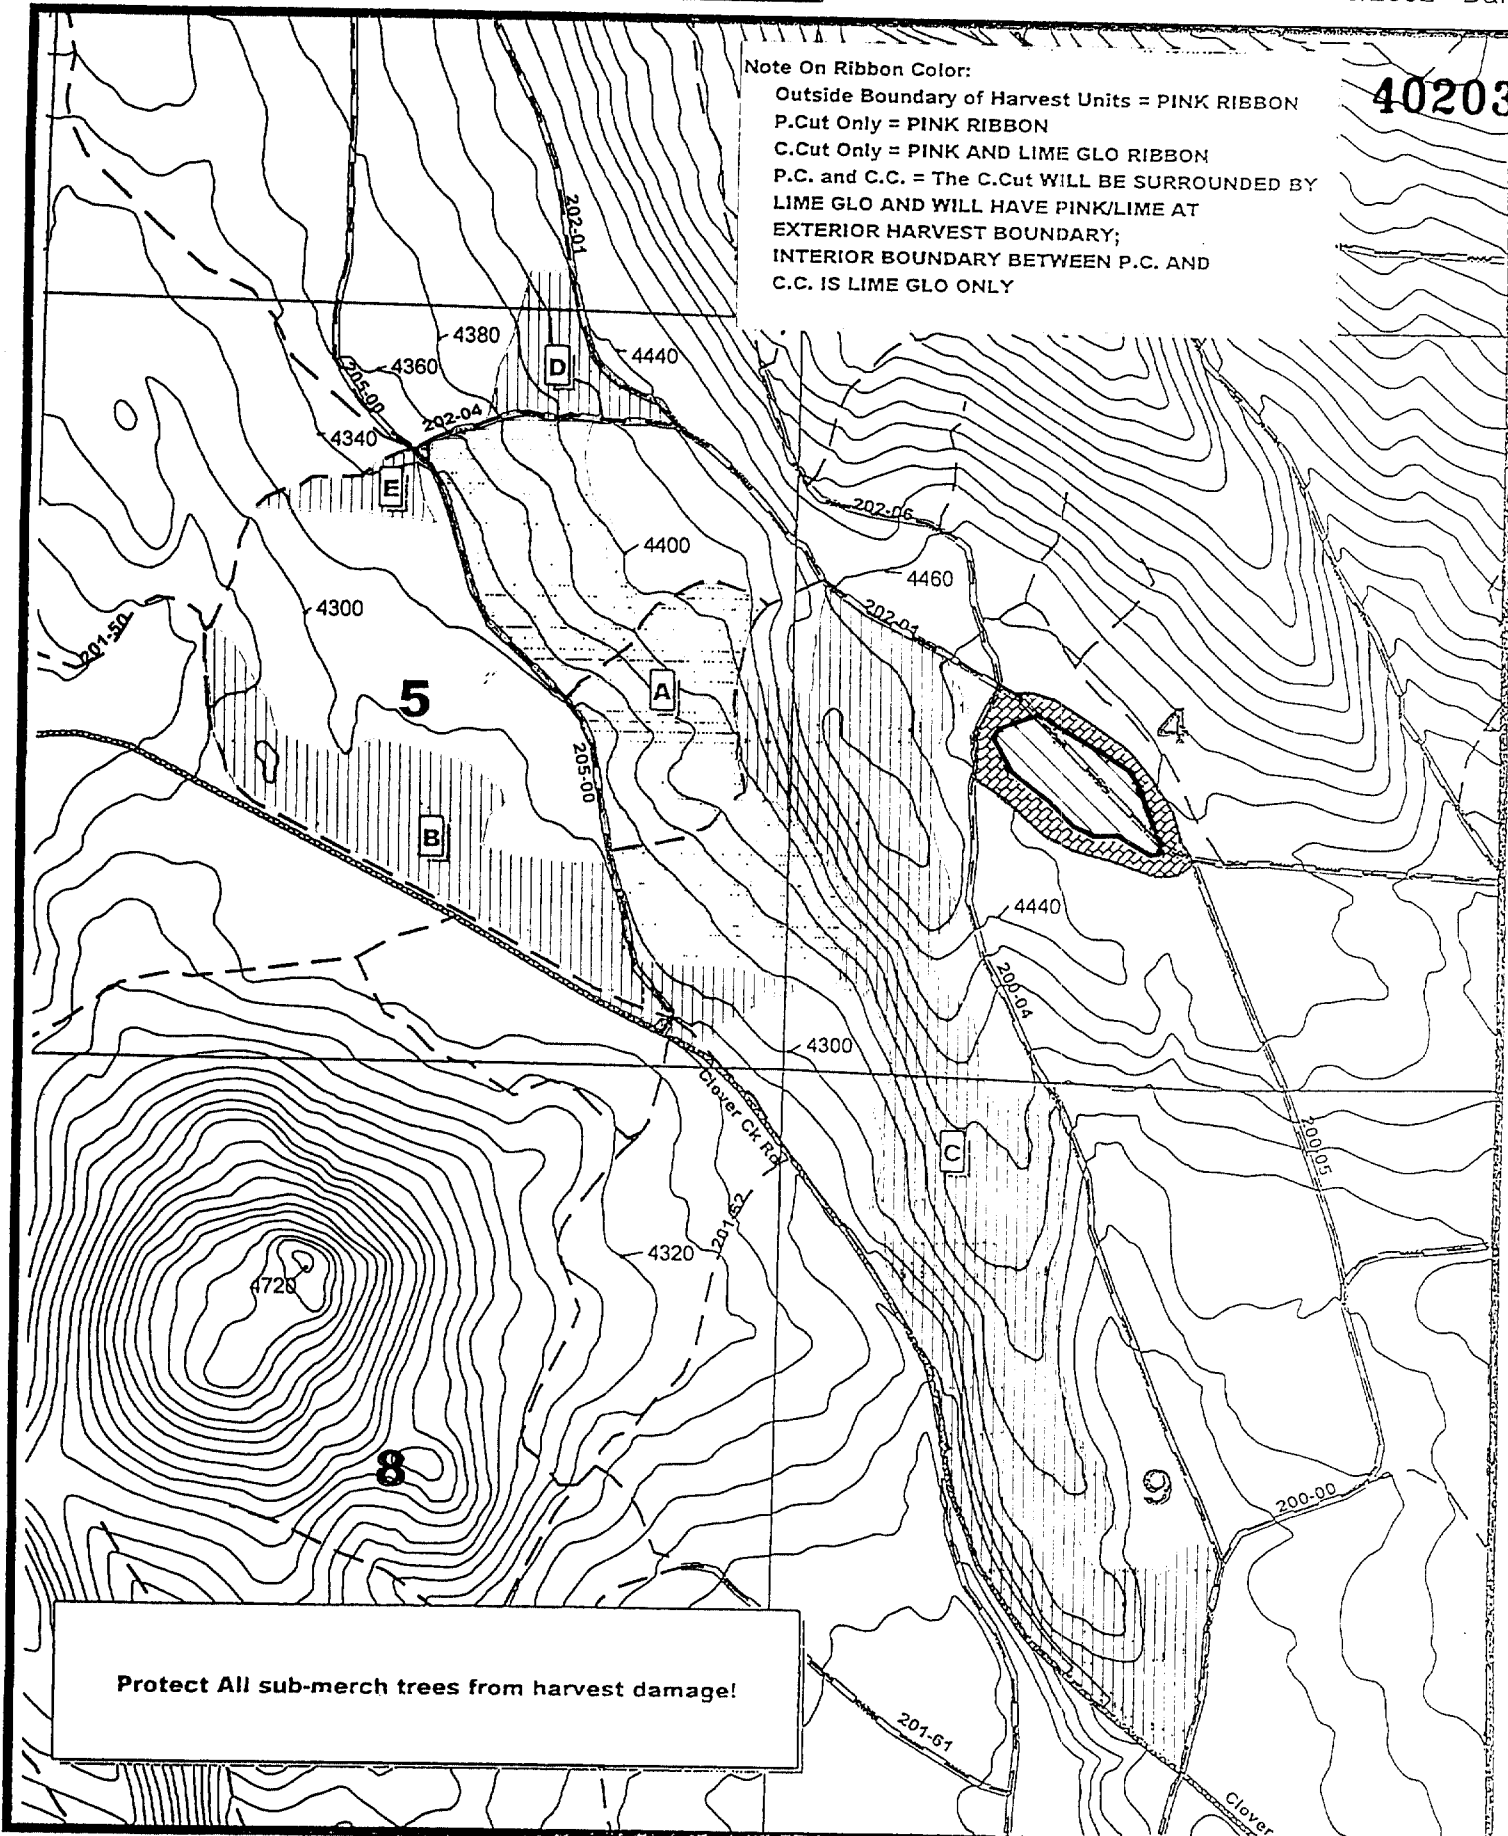 Note On Ribbon Color:
Outside Boundary of Harvest Units = PINK RIBBON
P.Cut Only = PINK RIBBON
C.Cut Only = PINK AND LIME GLO RIBBON
P.C. and C.C. = The C.Cut WILL BE SURROUNDED BY
LIME GLO AND WILL HAVE PINK/LIME AT
EXTERIOR HARVEST BOUNDARY;
INTERIOR BOUNDARY BETWEEN P.C. AND
C.C. IS LIME GLO ONLY
40203
202-01
4380
4440
4360
D
205-00
202-04
4340
E
202-06
4400
4460
4300
202-01
201-50
A
5
4
205-00
B
4440
200-04
4300
Clover Ck Rd
200-05
C
201-52
4320
4720
8
9
200-00
Protect All sub-merch trees from harvest damage!
201-61
Clover